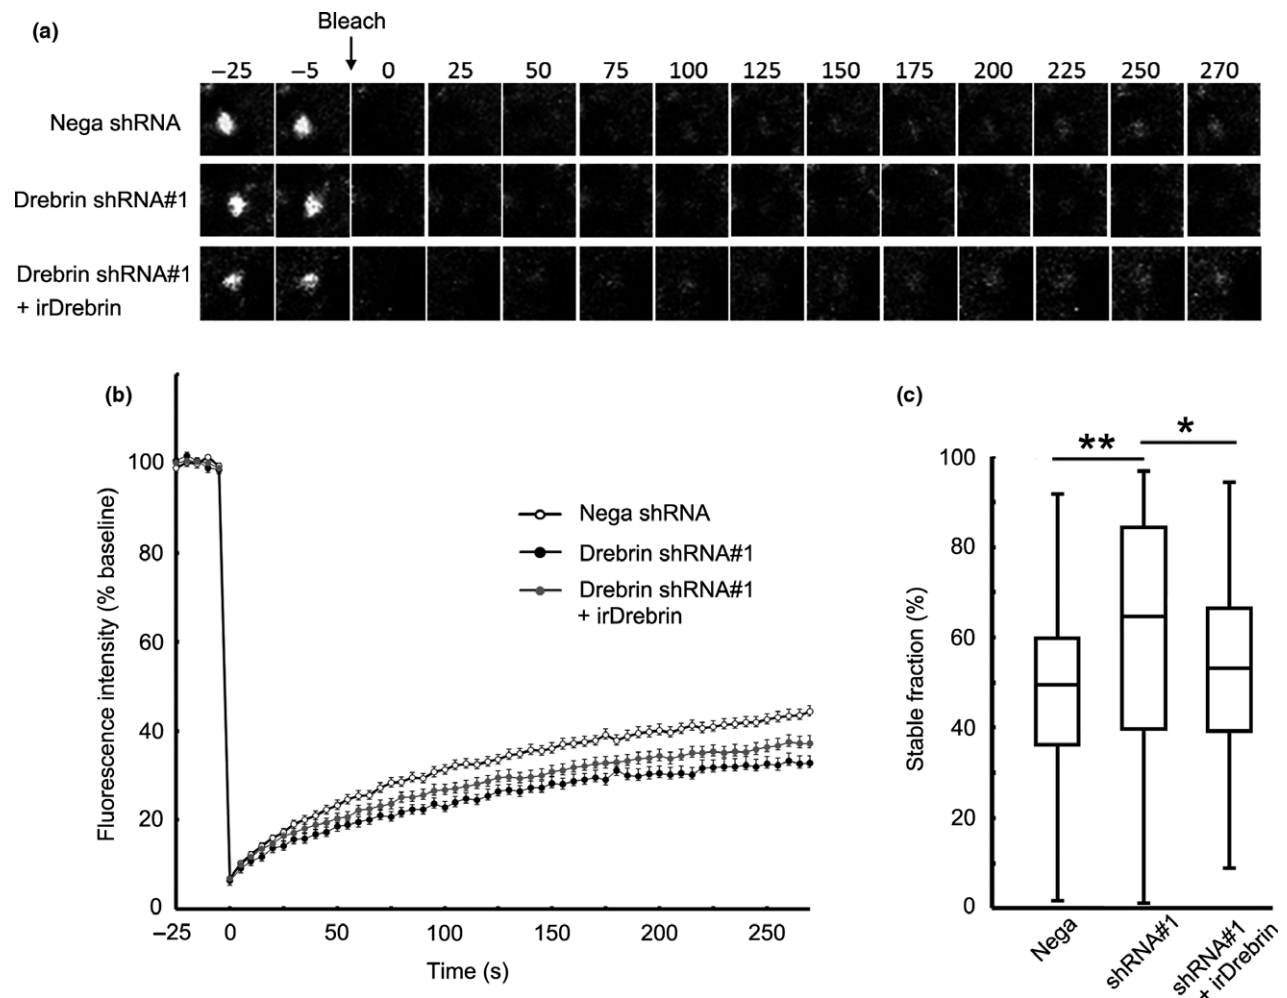 (a)
Bleach
–25 –5 0 25 50 75 100 125 150 175 200 225 250 270
Nega shRNA
Drebrin shRNA#1
Drebrin shRNA#1
+ irDrebrin
(b)
Fluorescence intensity (% baseline)
100
80
60
40
20
0
–25 0 50 100 150 200 250
Time (s)
Nega shRNA
Drebrin shRNA#1
Drebrin shRNA#1
+ irDrebrin
(c)
** *
Stable fraction (%)
100
80
60
40
20
0
Nega
shRNA#1
shRNA#1
+ irDrebrin